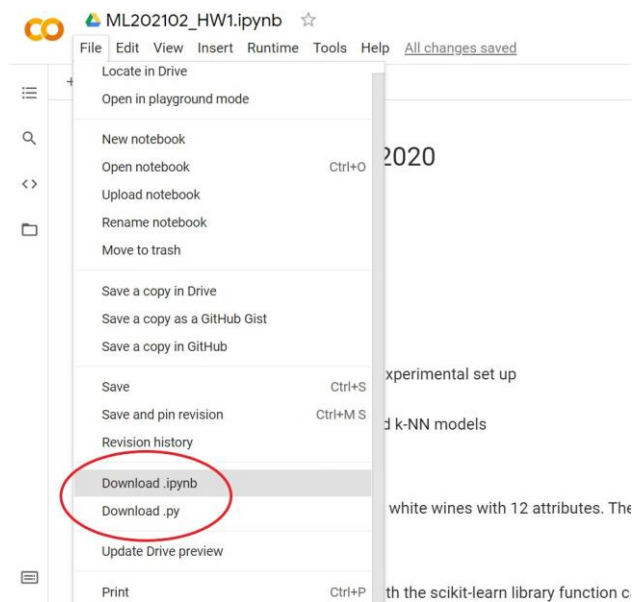 ML202102_HW1.ipynb
File Edit View Insert Runtime Tools Help All changes saved
Locate in Drive
+
Open in playground mode
New notebook
Open notebook Ctrl+O
2020
Upload notebook
Rename notebook
Move to trash
Save a copy in Drive
Save a copy as a GitHub Gist
Save a copy in GitHub
xperimental set up
Save Ctrl+S
Save and pin revision Ctrl+M S
d k-NN models
Revision history
Download .ipynb
Download .py
white wines with 12 attributes. The
Update Drive preview
Print Ctrl+P
th the scikit-learn library function c